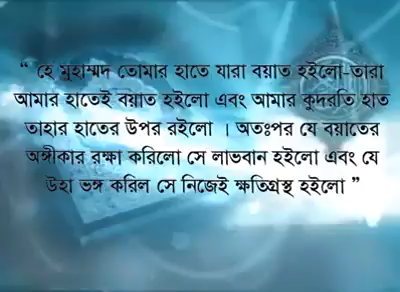 “ হে মুহাম্মদ তোমার হাতে যারা বয়াত হইলো-তারা
আমার হাতেই বয়াত হইলো এবং আমার কুদরতি হাত
তাহার হাতের উপর রইলো । অতঃপর যে বয়াতের
অঙ্গীকার রক্ষা করিলো সে লাভবান হইলো এবং যে
উহা ভঙ্গ করিল সে নিজেই ক্ষতিগ্রস্থ হইলো ”